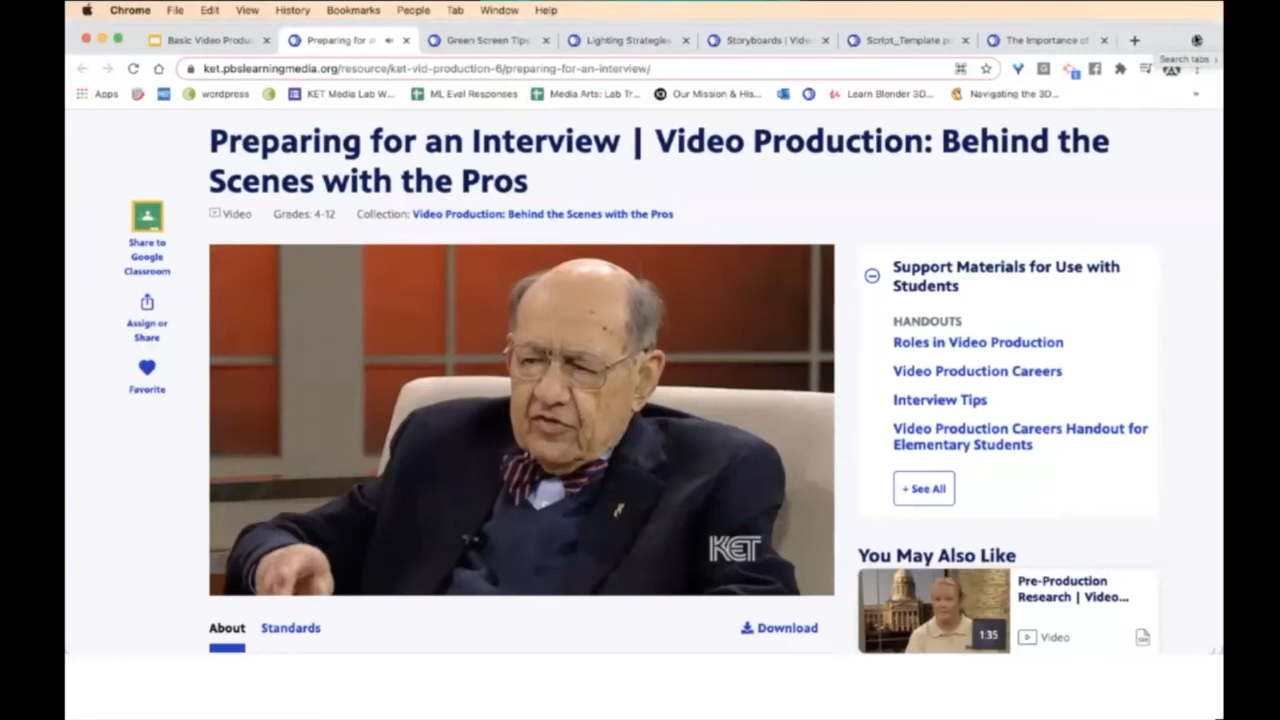 Chrome File Edit View History Bookmarks People Tab Window Help
Basic Video Produc
Preparing for a
Green Screen Tips
Lighting Strategies
Storyboards | Vide
Script_Template.p
The Importance of
Search tabs
ket.pbslearningmedia.org/resource/ket-vid-production-6/preparing-for-an-interview/
Apps wordpress KET Media Lab W... ML Eval Responses Media Arts: Lab Tr... Our Mission & His... Learn Blender 3D... Navigating the 3D...
Preparing for an Interview | Video Production: Behind the
Scenes with the Pros
Video Grades: 4-12 Collection: Video Production: Behind the Scenes with the Pros
Share to
Google
Classroom
Assign or
Share
Favorite
KET
Support Materials for Use with
Students
HANDOUTS
Roles in Video Production
Video Production Careers
Interview Tips
Video Production Careers Handout for
Elementary Students
+ See All
You May Also Like
Pre-Production
Research | Video...
1:35
Video
About Standards
Download